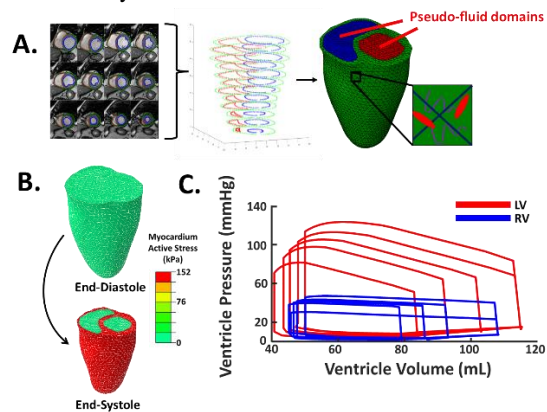 A.
Pseudo-fluid domains
B.
Myocardium
Active Stress
(kPa)
152
76
0
End-Diastole
End-Systole
C.
LV
RV
Ventricle Pressure (mmHg)
140
100
60
20
0
40
60
80
100
120
Ventricle Volume (mL)